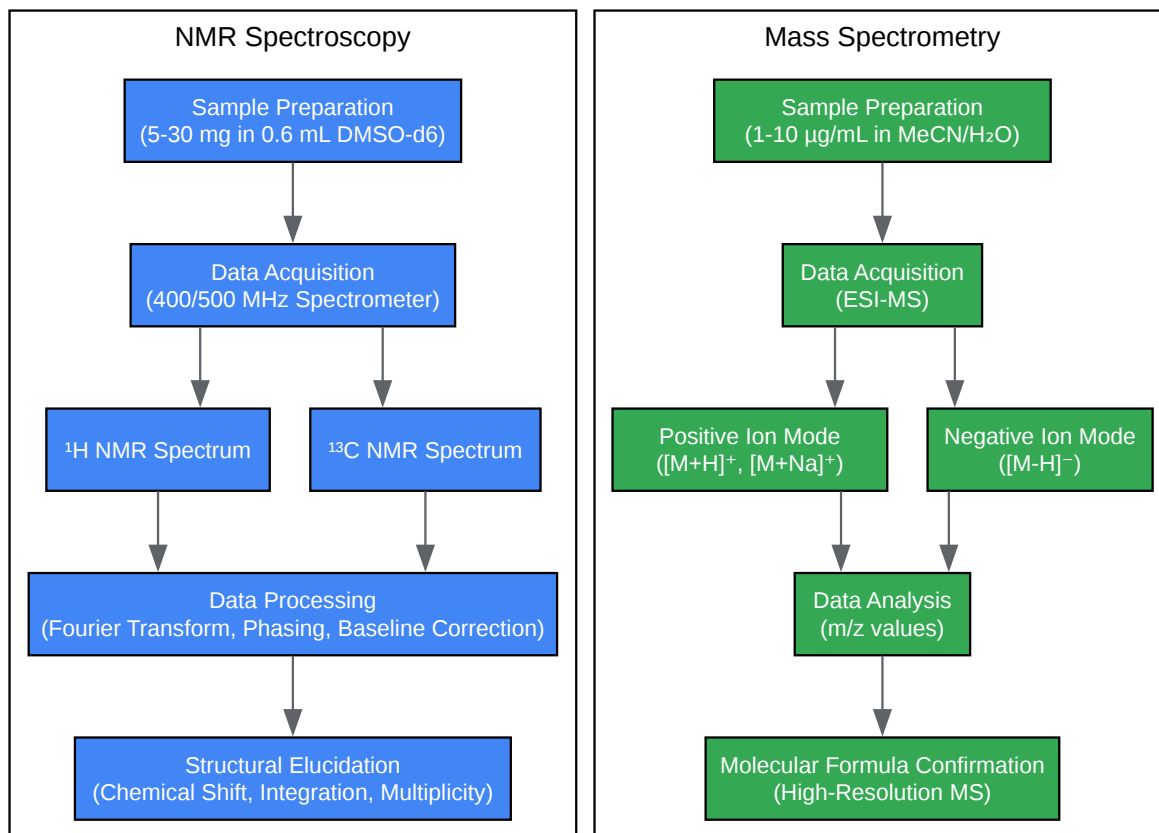 NMR Spectroscopy
Sample Preparation
(5-30 mg in 0.6 mL DMSO-d6)
Data Acquisition
(400/500 MHz Spectrometer)
¹H NMR Spectrum
¹³C NMR Spectrum
Data Processing
(Fourier Transform, Phasing, Baseline Correction)
Structural Elucidation
(Chemical Shift, Integration, Multiplicity)
Mass Spectrometry
Sample Preparation
(1-10 µg/mL in MeCN/H₂O)
Data Acquisition
(ESI-MS)
Positive Ion Mode
([M+H]⁺, [M+Na]⁺)
Negative Ion Mode
([M-H]⁻)
Data Analysis
(m/z values)
Molecular Formula Confirmation
(High-Resolution MS)